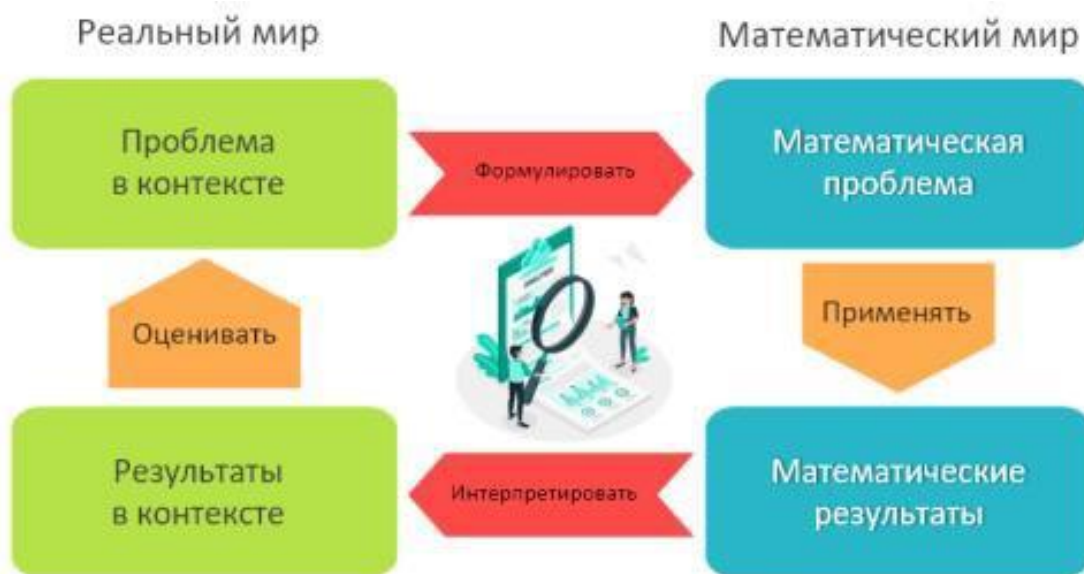 Реальный мир
Математический мир
Проблема
в контексте
Формулировать
Математическая
проблема
Оценивать
Применять
Результаты
в контексте
Интерпретировать
Математические
результаты